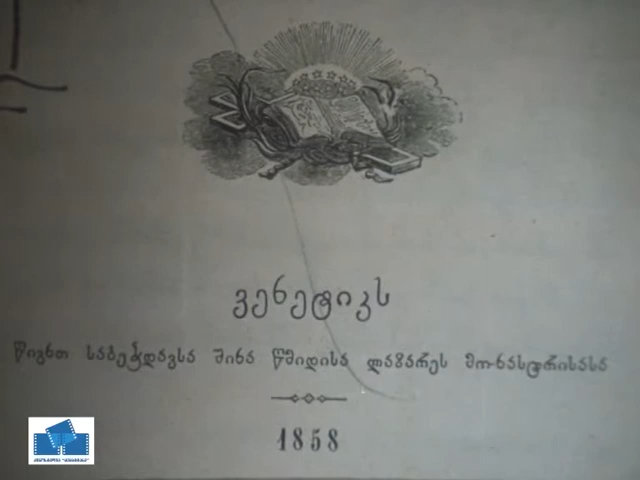 ვენეტიკს
წიგნთ საბეჭდავსა შინა წმიდისა ლაზარეს მონასტრისასა
1858